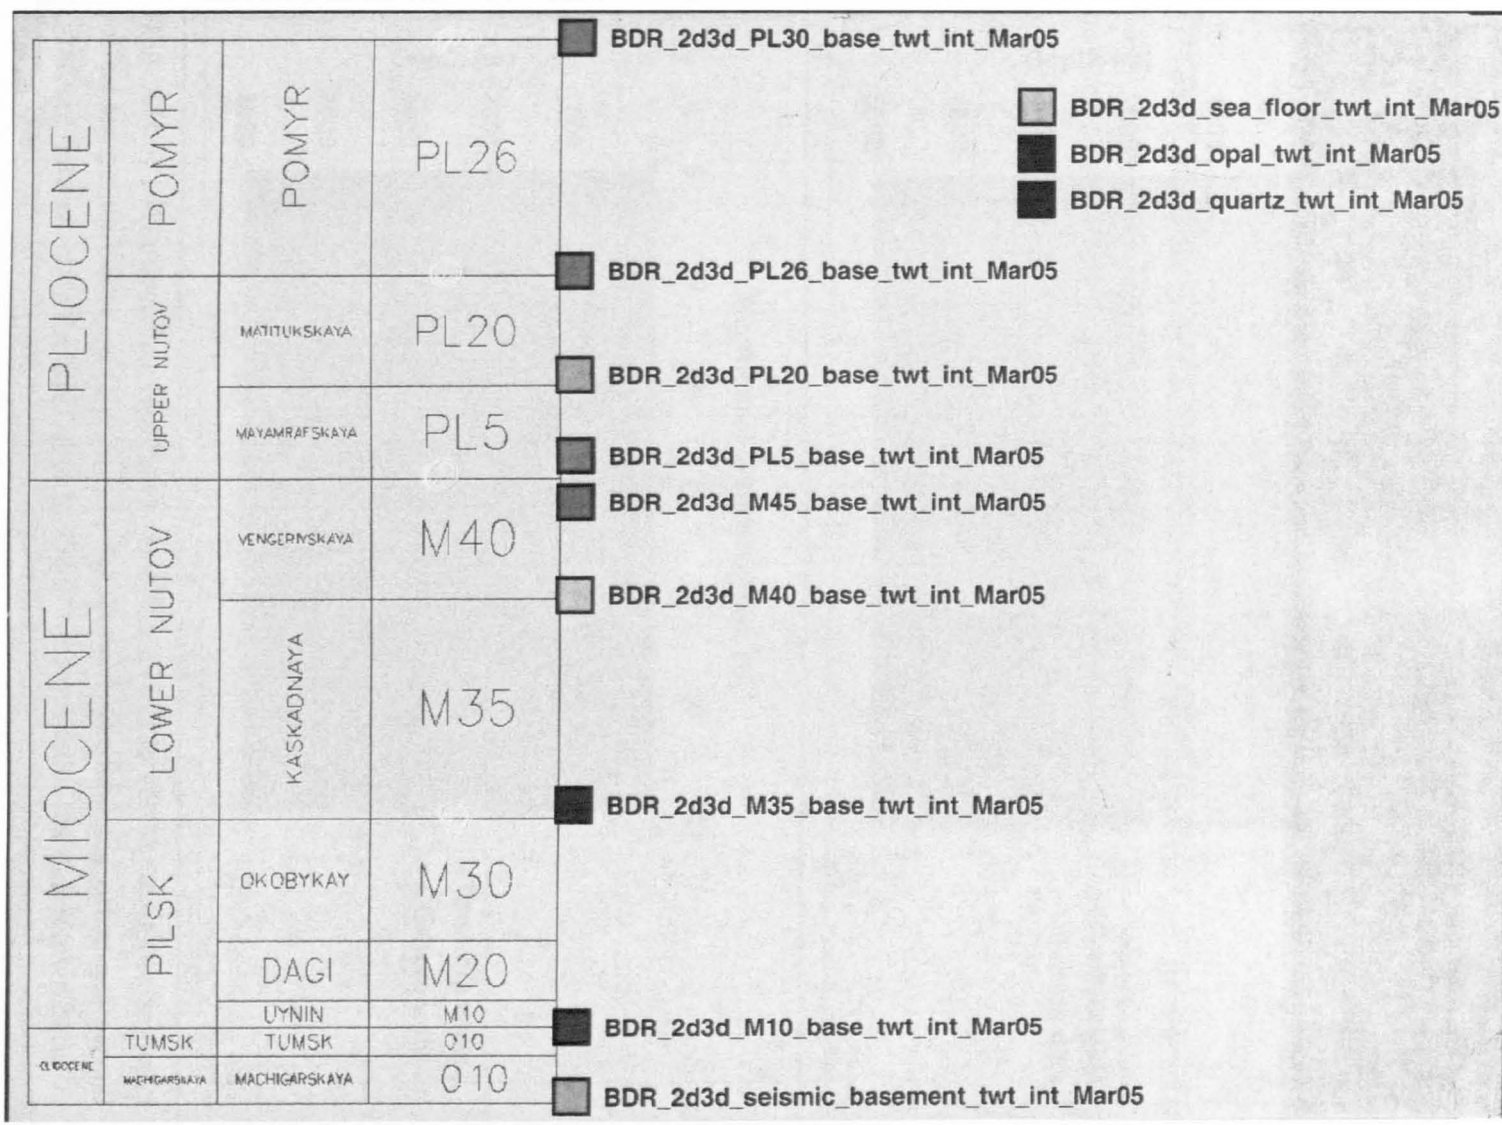 PLIOCENE
POMYR
POMYR
PL26
UPPER NUTOV
MATITUKSKAYA
PL20
MAYAMRAFSKAYA
PL5
MIOCENE
LOWER NUTOV
VENGERIYSKAYA
M40
KASKADNAYA
M35
PILSK
OKOBYKAY
M30
DAGI
M20
UYNIN
M10
OLIGOCENE
TUMSK
TUMSK
O10
MACHIGARSKAYA
MACHIGARSKAYA
O10
BDR_2d3d_PL30_base_twt_int_Mar05
BDR_2d3d_PL26_base_twt_int_Mar05
BDR_2d3d_PL20_base_twt_int_Mar05
BDR_2d3d_PL5_base_twt_int_Mar05
BDR_2d3d_M45_base_twt_int_Mar05
BDR_2d3d_M40_base_twt_int_Mar05
BDR_2d3d_M35_base_twt_int_Mar05
BDR_2d3d_M10_base_twt_int_Mar05
BDR_2d3d_seismic_basement_twt_int_Mar05
BDR_2d3d_sea_floor_twt_int_Mar05
BDR_2d3d_opal_twt_int_Mar05
BDR_2d3d_quartz_twt_int_Mar05